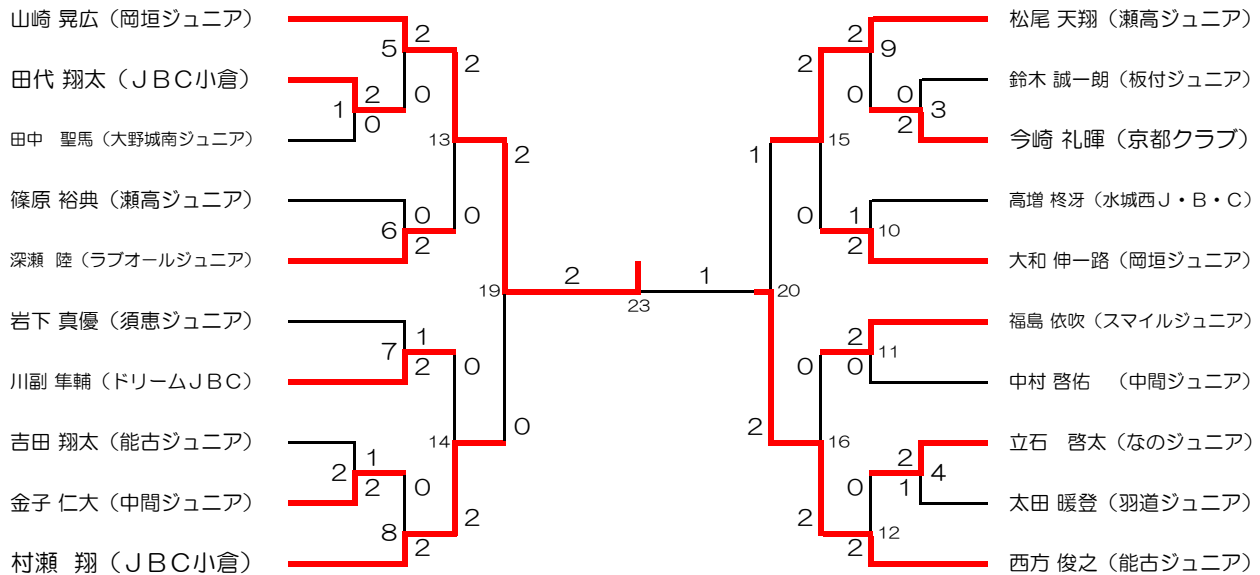 山崎 晃広（岡垣ジュニア）
田代 翔太（ＪＢＣ小倉）
田中　聖馬（大野城南ジュニア）
篠原 裕典（瀬高ジュニア）
深瀬 陸（ラブオールジュニア）
岩下 真優（須恵ジュニア）
川副 隼輔（ドリームＪＢＣ）
吉田 翔太（能古ジュニア）
金子 仁大（中間ジュニア）
村瀬 翔（ＪＢＣ小倉）
5
2
0
1
2
0
13
2
0
6
0
2
19
2
0
7
1
2
14
0
2
2
1
2
8
0
2
2
23
1
20
1
2
15
2
0
9
2
0
3
0
2
10
1
2
16
0
2
11
2
0
4
2
1
12
0
2
松尾 天翔（瀬高ジュニア）
鈴木 誠一朗（板付ジュニア）
今崎 礼暉（京都クラブ）
高増 柊冴（水城西Ｊ・Ｂ・Ｃ）
大和 伸一路（岡垣ジュニア）
福島 依吹（スマイルジュニア）
中村 啓佑　（中間ジュニア）
立石　啓太（なのジュニア）
太田 暖登（羽道ジュニア）
西方 俊之（能古ジュニア）